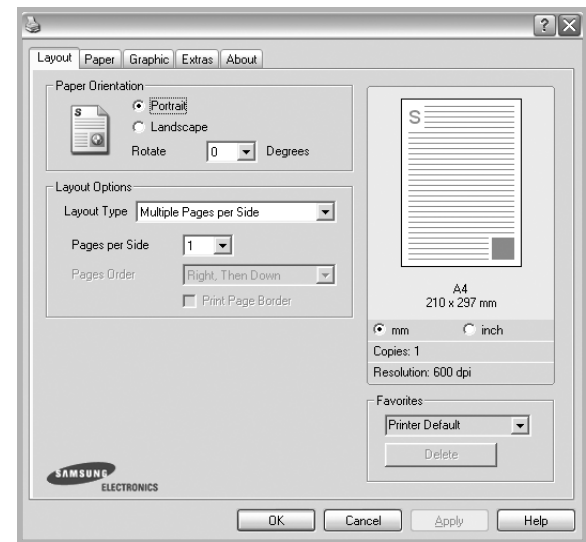 Layout Paper Graphic Extras About
Paper Orientation
S
Portrait
Landscape
Rotate 0 Degrees
Layout Options
Layout Type Multiple Pages per Side
Pages per Side 1
Pages Order Right, Then Down
Print Page Border
S
A4
210 x 297 mm
mm inch
Copies: 1
Resolution: 600 dpi
Favorites
Printer Default
Delete
SAMSUNG
ELECTRONICS
OK Cancel Apply Help